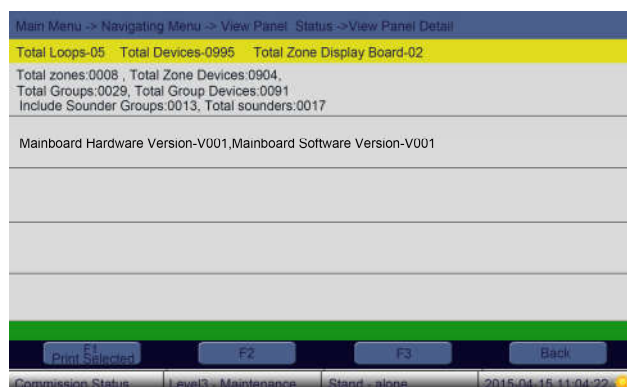 Main Menu -> Navigating Menu -> View Panel Status ->View Panel Detail
Total Loops-05 Total Devices-0995 Total Zone Display Board-02
Total zones:0008 , Total Zone Devices:0904,
Total Groups:0029, Total Group Devices:0091
Include Sounder Groups:0013, Total sounders:0017
Mainboard Hardware Version-V001,Mainboard Software Version-V001
F1 F2 F3 Back
Print Selected
Commission Status Level3 - Maintenance Stand - alone 2015-04-15 11:04:22